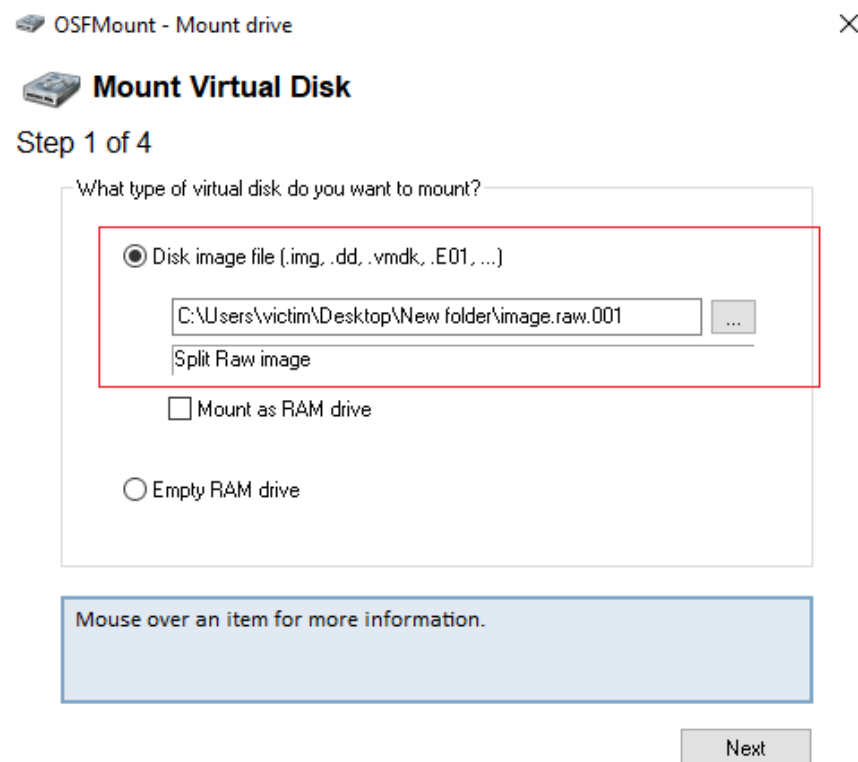 OSFMount - Mount drive
Mount Virtual Disk
Step 1 of 4
What type of virtual disk do you want to mount?
Disk image file (.img, .dd, .vmdk, .E01, ...)
C:\Users\victim\Desktop\New folder\image.raw.001
...
Split Raw image
Mount as RAM drive
Empty RAM drive
Mouse over an item for more information.
Next